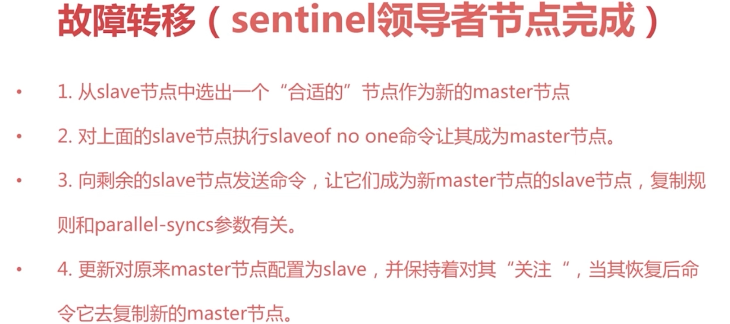 故障转移（sentinel领导者节点完成）
• 1. 从slave节点中选出一个“合适的”节点作为新的master节点
• 2. 对上面的slave节点执行slaveof no one命令让其成为master节点。
• 3. 向剩余的slave节点发送命令，让它们成为新master节点的slave节点，复制规
则和parallel-syncs参数有关。
• 4. 更新对原来master节点配置为slave，并保持着对其“关注“，当其恢复后命
令它去复制新的master节点。